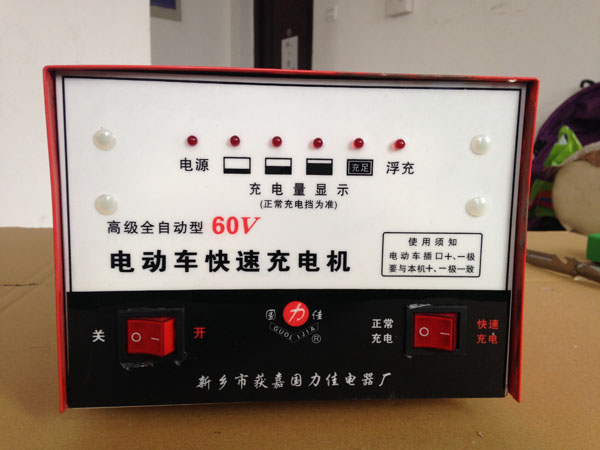 电源 充足 浮充
充电量显示
(正常充电挡为准)
高级全自动型 60V
电动车快速充电机
使用须知
电动车插口+、一极
要与本机+、一极一致
国力佳
GUOLIJIA ®
关 开
正常充电
快速充电
新乡市获嘉国力佳电器厂